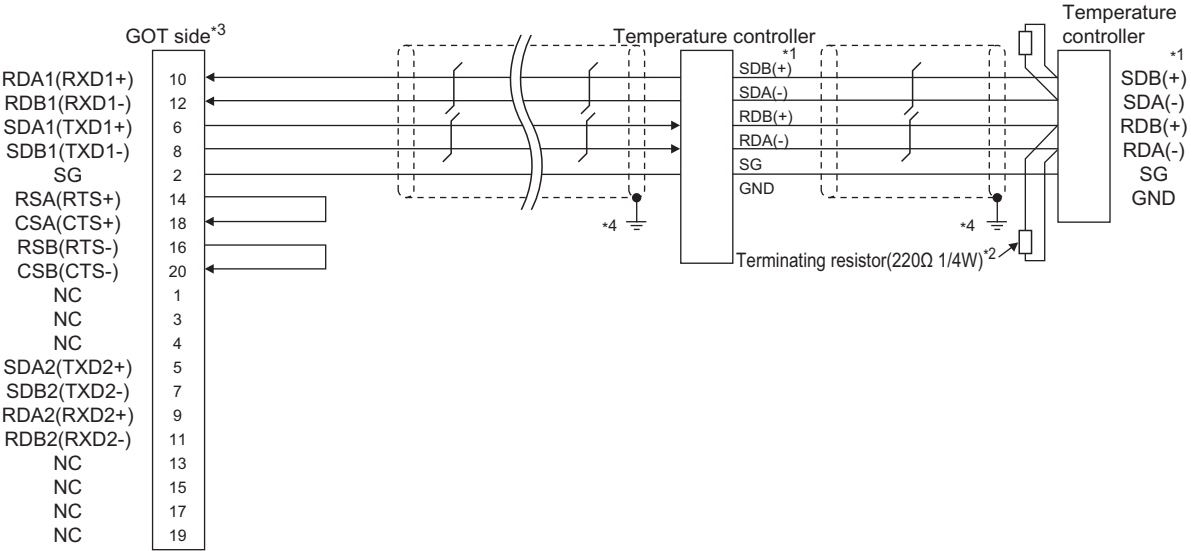 Temperature
controller
GOT side*3
Temperature controller
*1
*1
RDA1(RXD1+) 10 SDB(+) SDB(+)
RDB1(RXD1-) 12 SDA(-) SDA(-)
SDA1(TXD1+) 6 RDB(+) RDB(+)
SDB1(TXD1-) 8 RDA(-) RDA(-)
SG 2 SG SG
RSA(RTS+) 14 GND GND
CSA(CTS+) 18 *4 *4
RSB(RTS-) 16
CSB(CTS-) 20 Terminating resistor(220Ω 1/4W)*2
NC 1
NC 3
NC 4
SDA2(TXD2+) 5
SDB2(TXD2-) 7
RDA2(RXD2+) 9
RDB2(RXD2-) 11
NC 13
NC 15
NC 17
NC 19